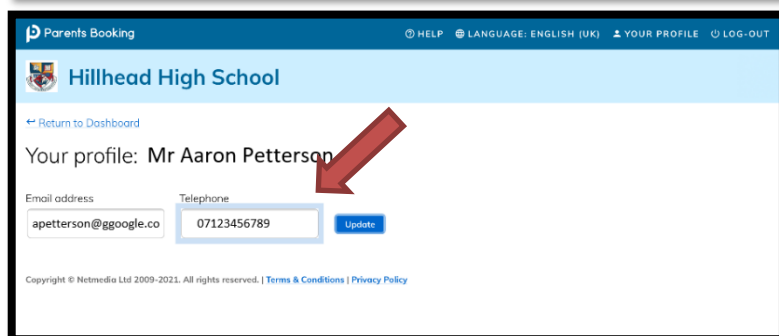 Parents Booking HELP LANGUAGE: ENGLISH (UK) YOUR PROFILE LOG-OUT
Hillhead High School
Return to Dashboard
Your profile: Mr Aaron Petterson
Email address Telephone
apetterson@ggoogle.co 07123456789 Update
Copyright © Netmedia Ltd 2009-2021. All rights reserved. | Terms & Conditions | Privacy Policy